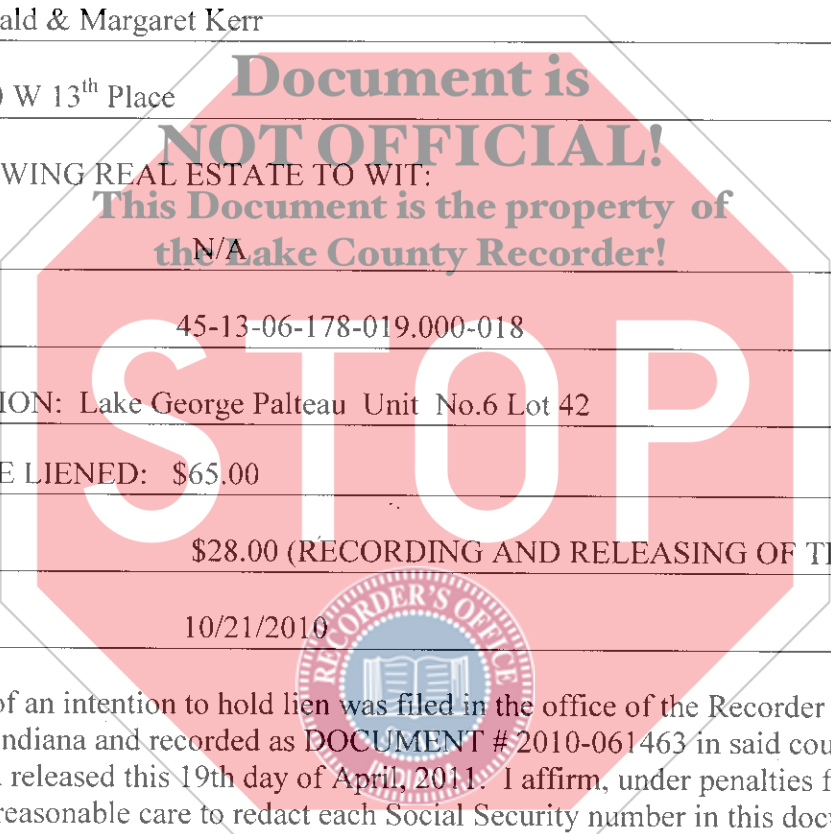 ald & Margaret Kerr
W 13th Place
Document is
NOT OFFICIAL!
WING REAL ESTATE TO WIT:
This Document is the property of
the Lake County Recorder!
N/A
45-13-06-178-019.000-018
ION: Lake George Palteau Unit No.6 Lot 42
E LIENED: $65.00
STOP
$28.00 (RECORDING AND RELEASING OF
10/21/2010
RECORDER'S OFFICE
of an intention to hold lien was filed in the office of the Recorder
ndiana and recorded as DOCUMENT # 2010-061463 in said cou
released this 19th day of April, 2011. I affirm, under penalties f
reasonable care to redact each Social Security number in this doc